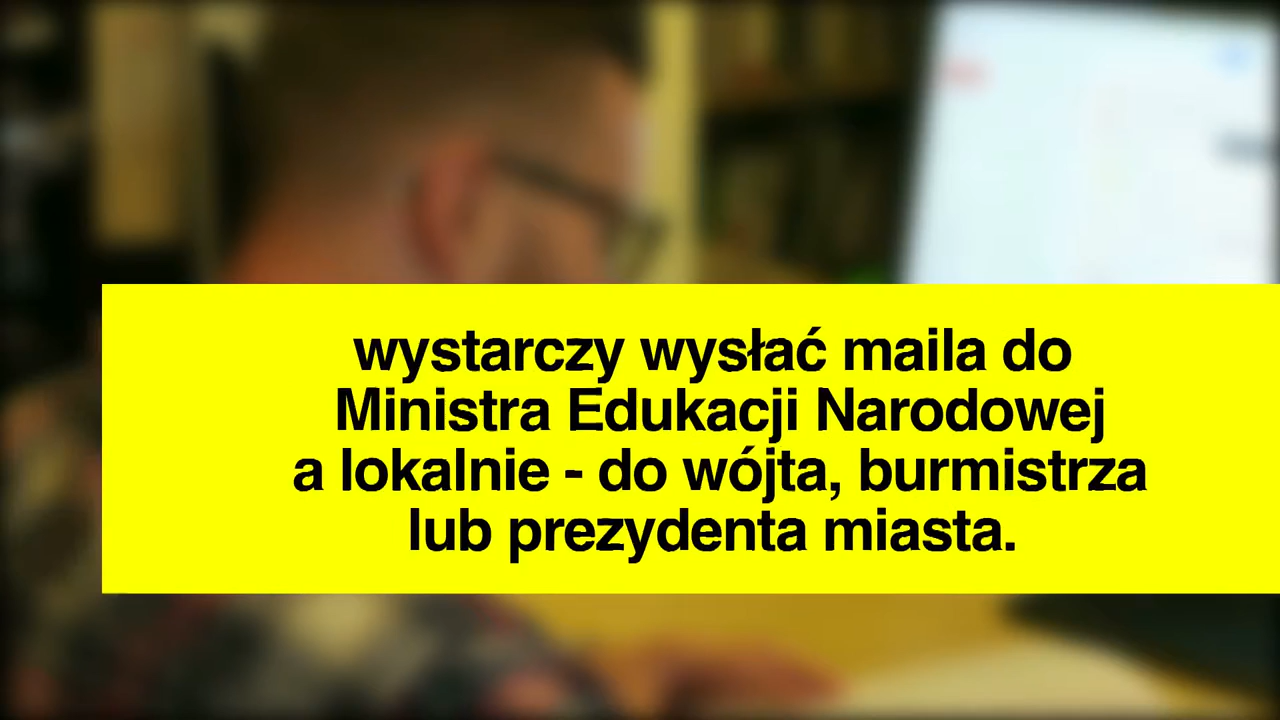 wystarczy wysłać maila do
Ministra Edukacji Narodowej
a lokalnie - do wójta, burmistrza
lub prezydenta miasta.